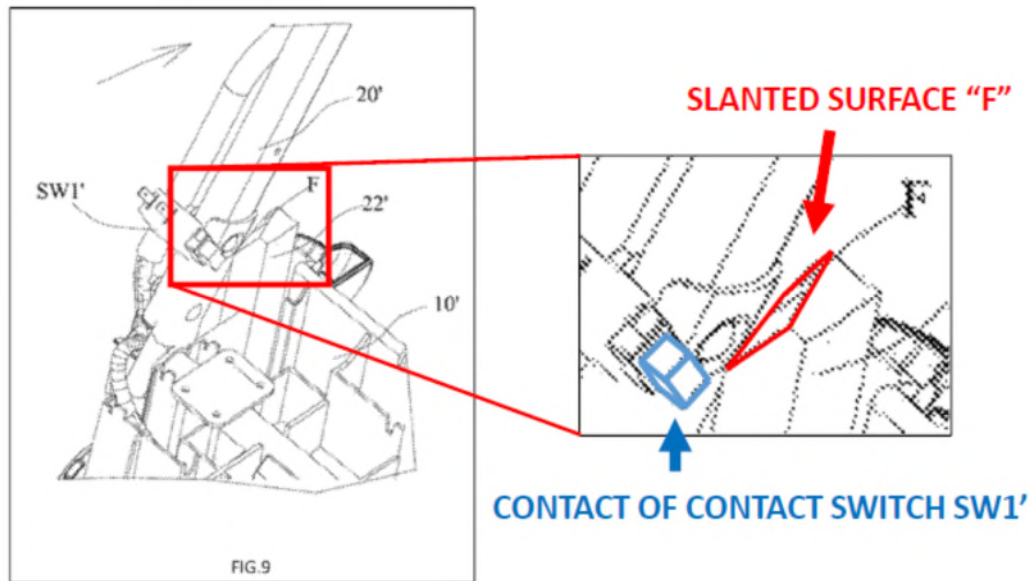 20'
SLANTED SURFACE “F”
SW1'
F
22'
F
10'
CONTACT OF CONTACT SWITCH SW1’
FIG.9